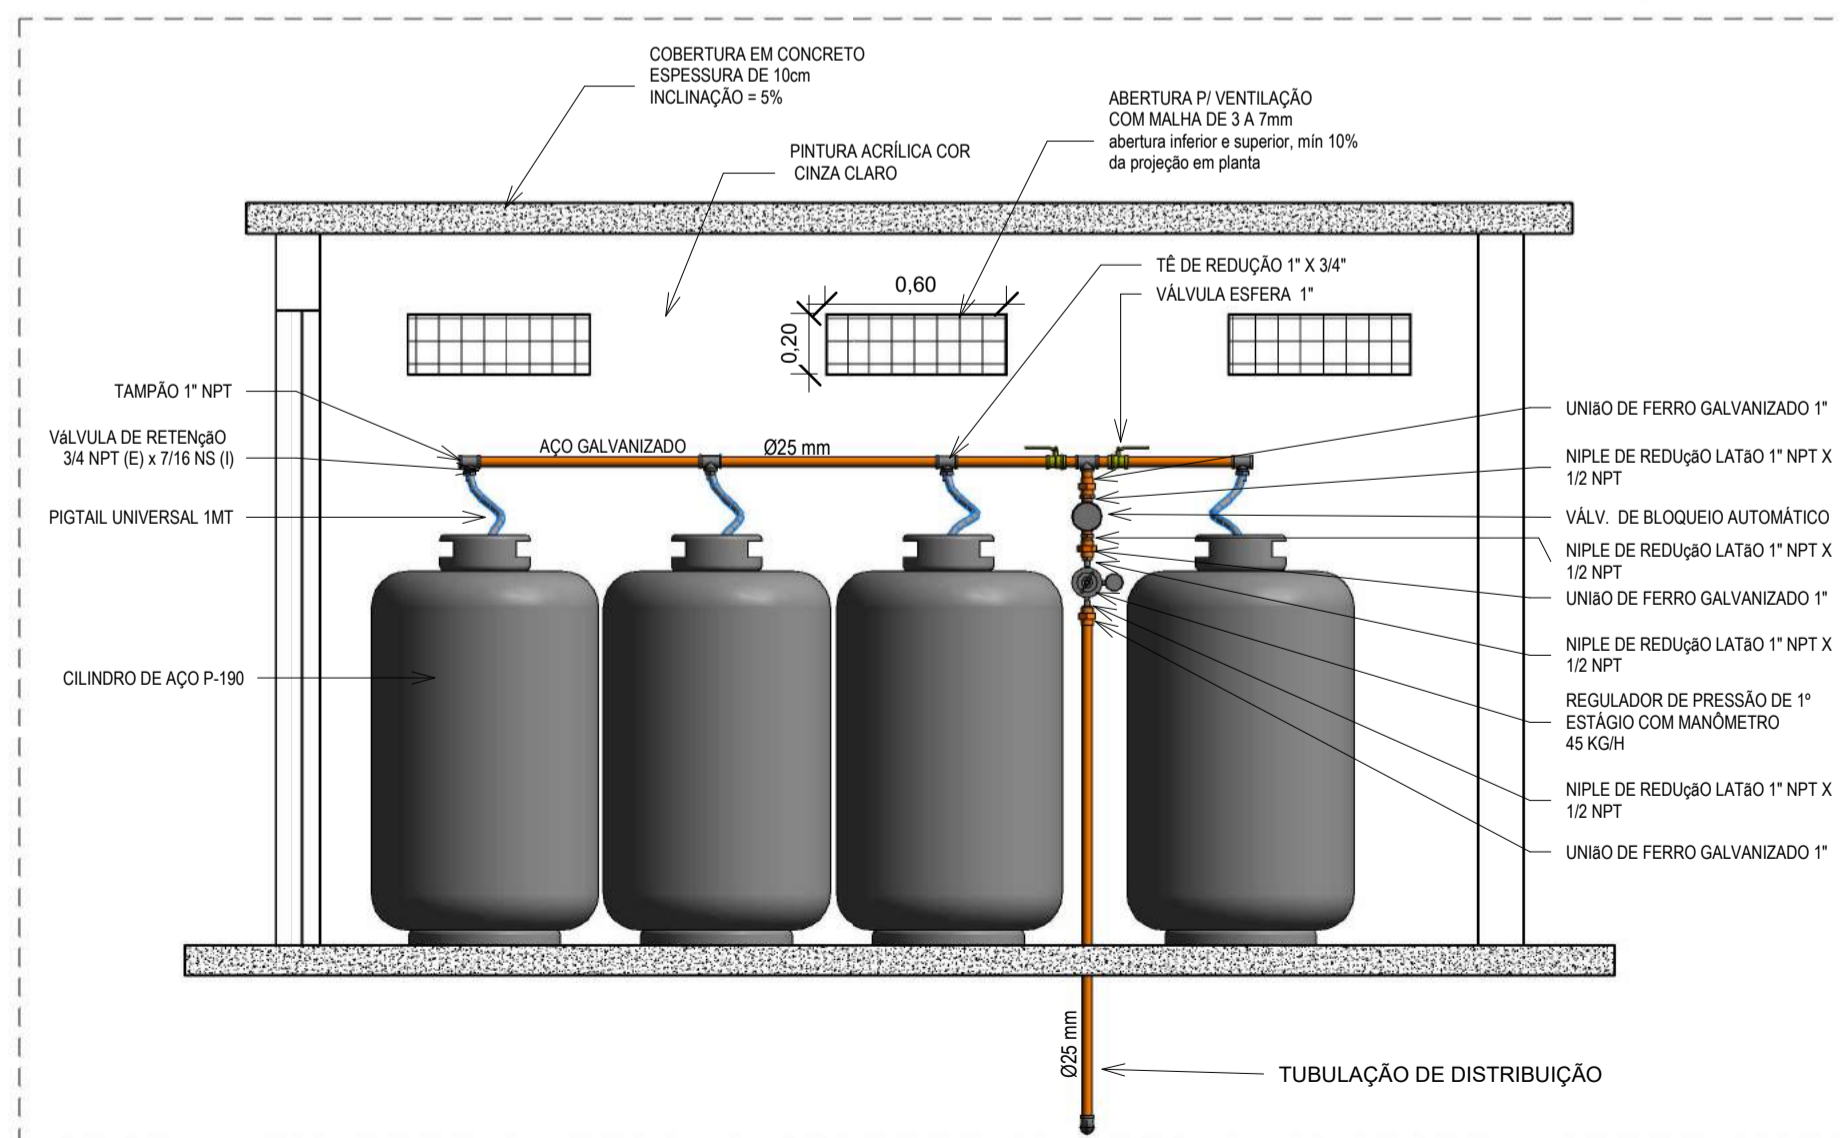 COBERTURA EM CONCRETO
ESPESSURA DE 10cm
INCLINAÇÃO = 5%
ABERTURA P/ VENTILAÇÃO
COM MALHA DE 3 A 7mm
abertura inferior e superior, mín 10%
da projeção em planta
PINTURA ACRÍLICA COR
CINZA CLARO
TÊ DE REDUÇÃO 1" X 3/4"
VÁLVULA ESFERA 1"
0,60
0,20
TAMPÃO 1" NPT
VáLVULA DE RETENçãO
3/4 NPT (E) x 7/16 NS (I)
PIGTAIL UNIVERSAL 1MT
CILINDRO DE AÇO P-190
AÇO GALVANIZADO
Ø25 mm
UNIãO DE FERRO GALVANIZADO 1"
NIPLE DE REDUçãO LATãO 1" NPT X
1/2 NPT
VÁLV. DE BLOQUEIO AUTOMÁTICO
NIPLE DE REDUçãO LATãO 1" NPT X
1/2 NPT
UNIãO DE FERRO GALVANIZADO 1"
NIPLE DE REDUçãO LATãO 1" NPT X
1/2 NPT
REGULADOR DE PRESSÃO DE 1º
ESTÁGIO COM MANÔMETRO
45 KG/H
NIPLE DE REDUçãO LATãO 1" NPT X
1/2 NPT
UNIãO DE FERRO GALVANIZADO 1"
Ø25 mm
TUBULAÇÃO DE DISTRIBUIÇÃO